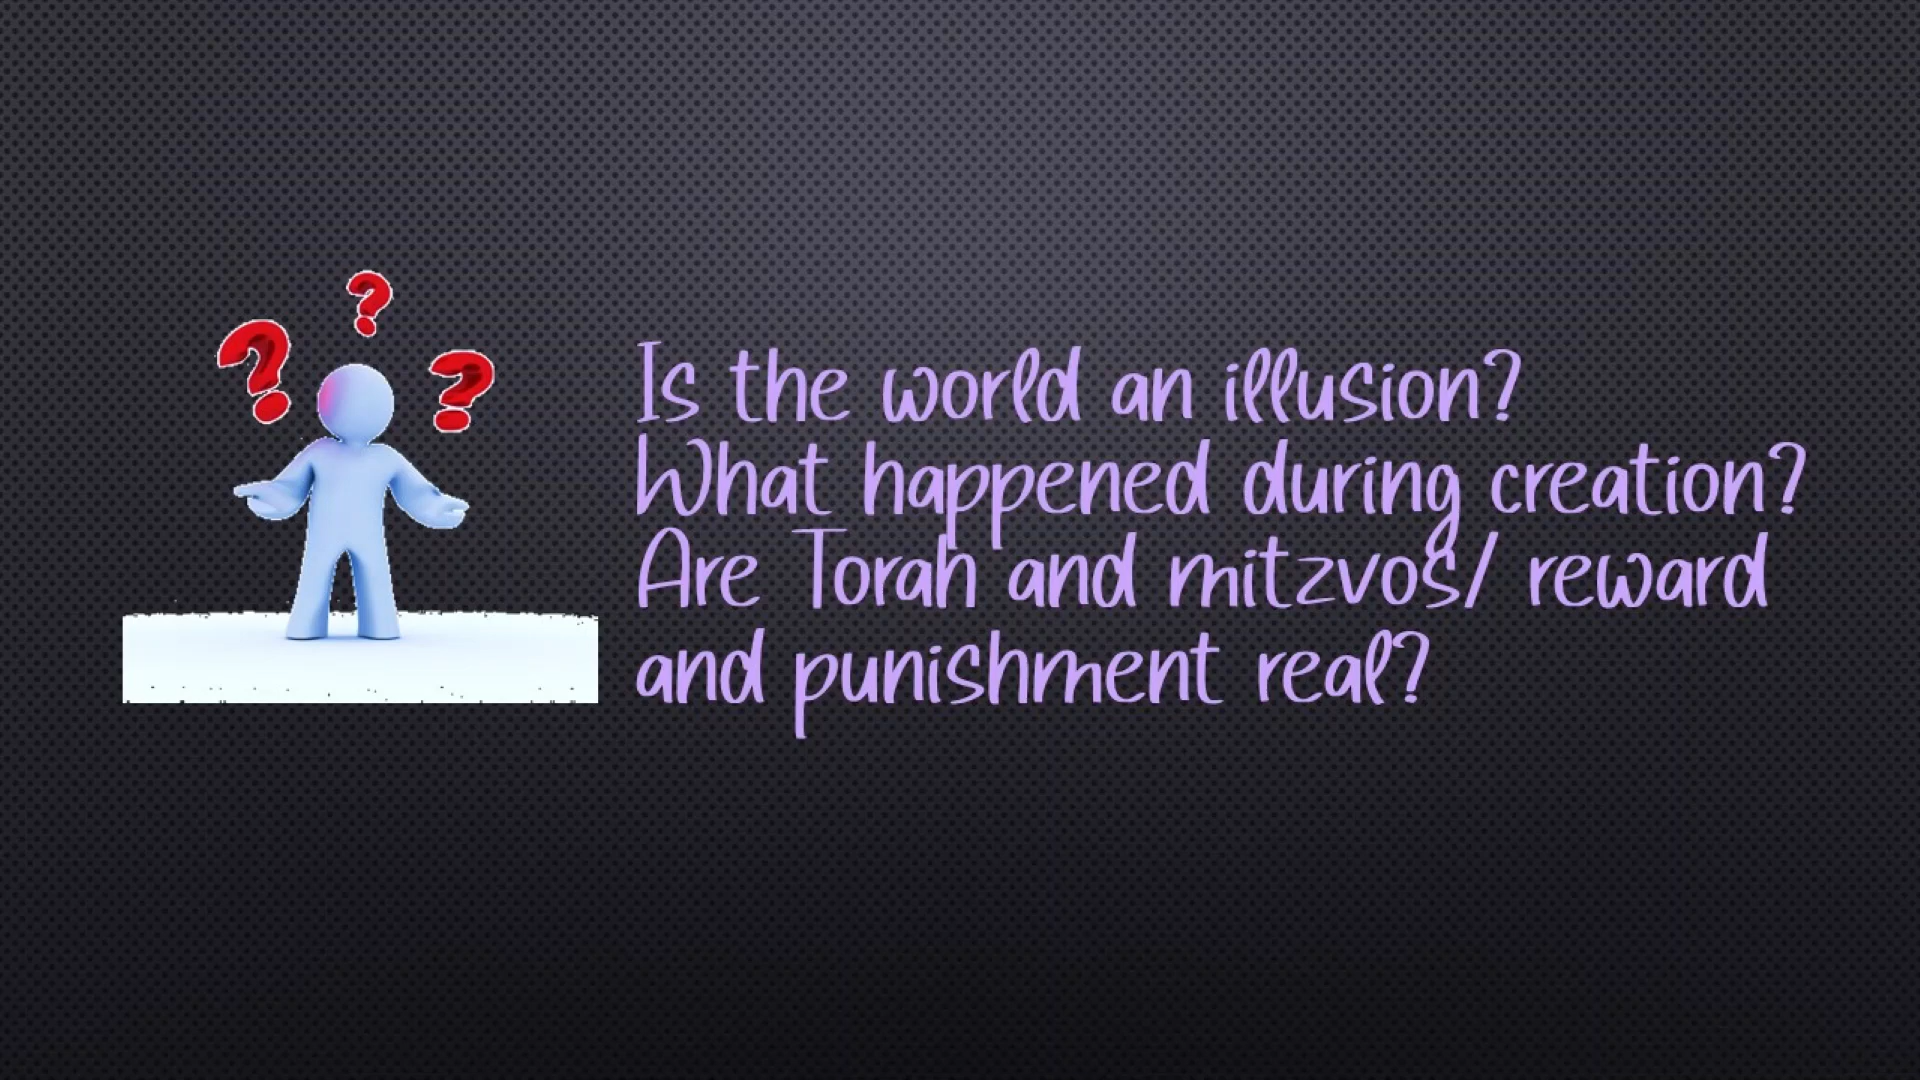 Is the world an illusion?
What happened during creation?
Are Torah and mitzvos/ reward
and punishment real?